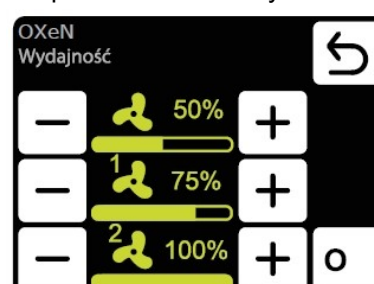 OXeN
Wydajność
− 50% +
1 75% +
−
2 100% +
− O